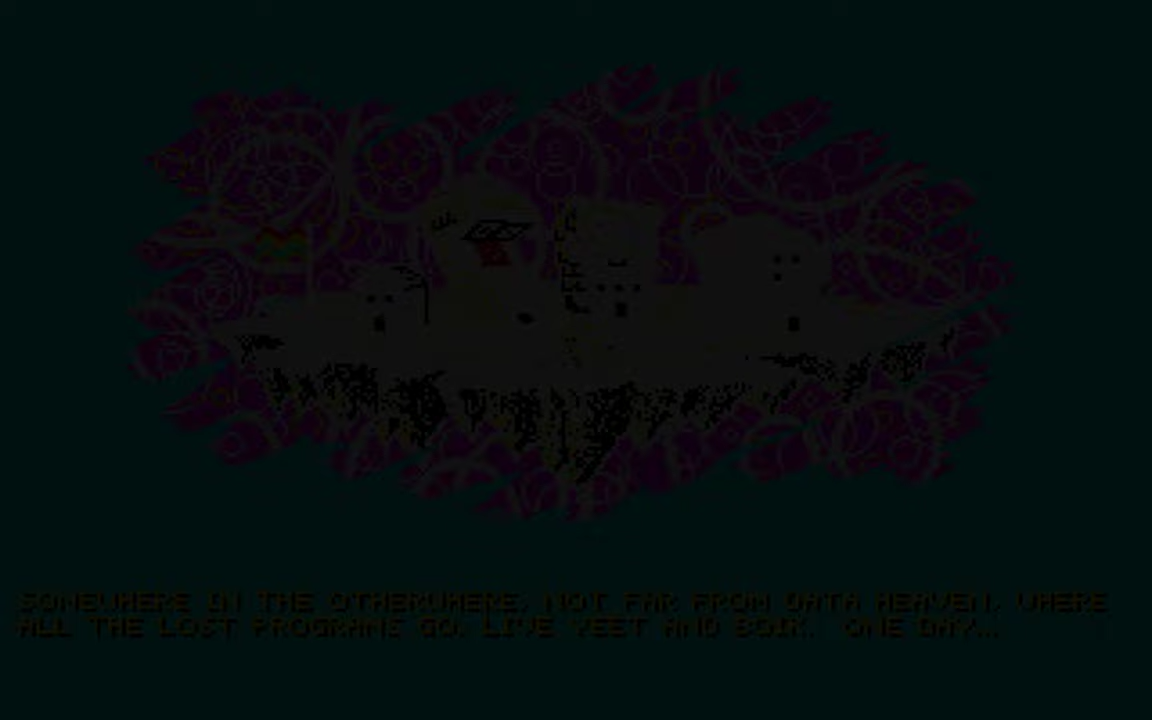 SOMEWHERE IN THE OTHERWHERE, NOT FAR FROM DATA HEAVEN, WHERE
ALL THE LOST PROGRAMS GO, LIVE YEET AND BOIK. ONE DAY...